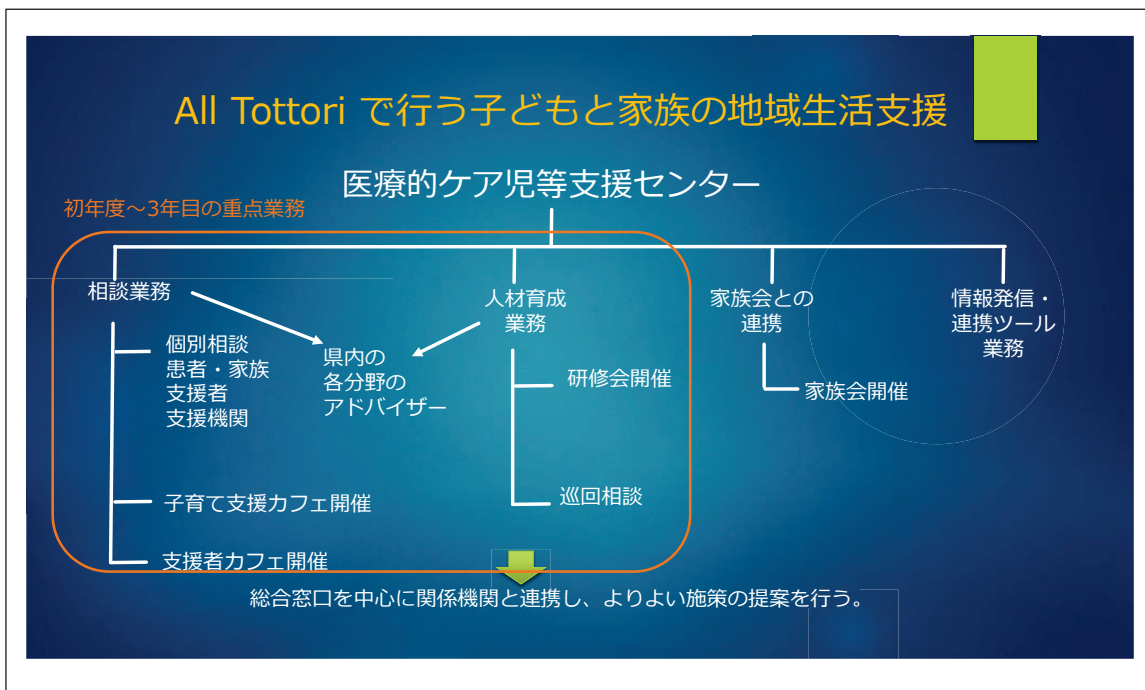 All Tottori で行う子どもと家族の地域生活支援
医療的ケア児等支援センター
初年度～3年目の重点業務
相談業務
個別相談
患者・家族
支援者
支援機関
子育て支援カフェ開催
支援者カフェ開催
県内の
各分野の
アドバイザー
人材育成
業務
研修会開催
巡回相談
家族会との
連携
家族会開催
情報発信・
連携ツール
業務
総合窓口を中心に関係機関と連携し、よりよい施策の提案を行う。